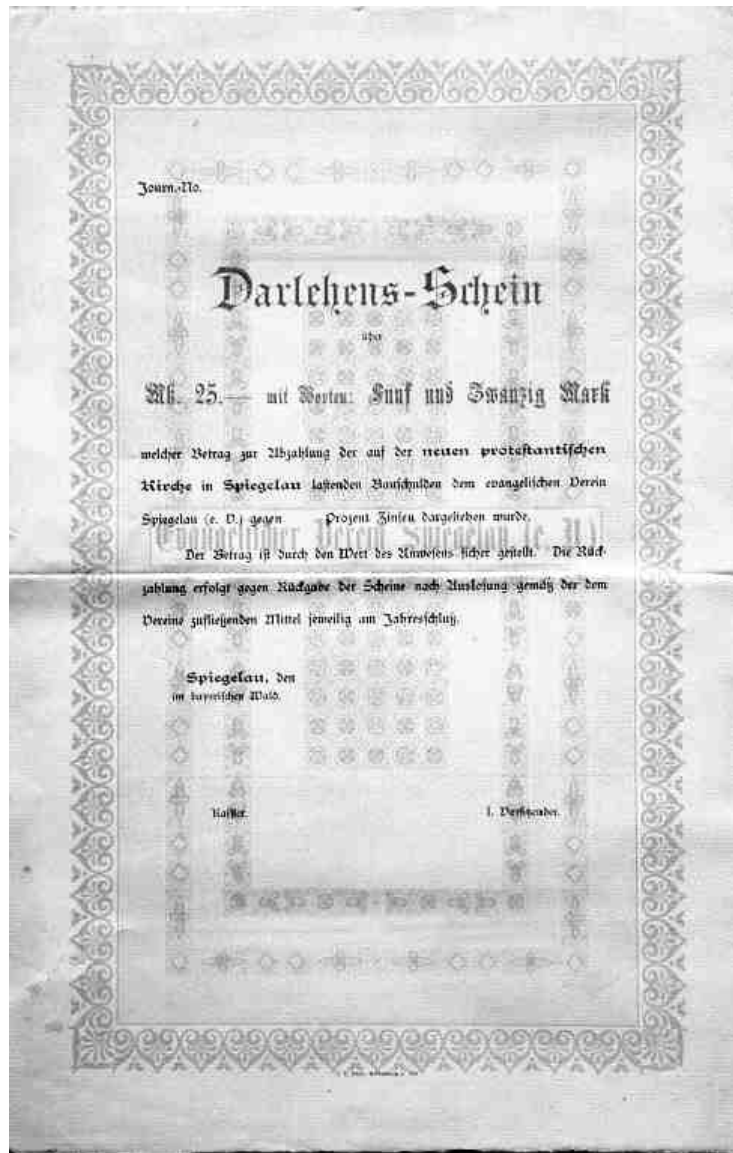 Journ.-No.
Darlehens-Schein
über
Mk. 25.— mit Worten: Fünf und Zwanzig Mark
welcher Betrag zur Abzahlung der auf der neuen protestantischen
Kirche in Spiegelau lastenden Bauschulden dem evangelischen Verein
Spiegelau (e. V.) gegen Prozent Zinsen dargeliehen wurde.
Evangelischer Verein Spiegelau (e. V.)
Der Betrag ist durch den Wert des Anwesens sicher gestellt. Die Rück-
zahlung erfolgt gegen Rückgabe der Scheine nach Auslosung gemäß der dem
Vereine zufließenden Mittel jeweilig am Jahresschluß.
Spiegelau, den
im bayerischen Wald.
Kassier. I. Vorsitzender.